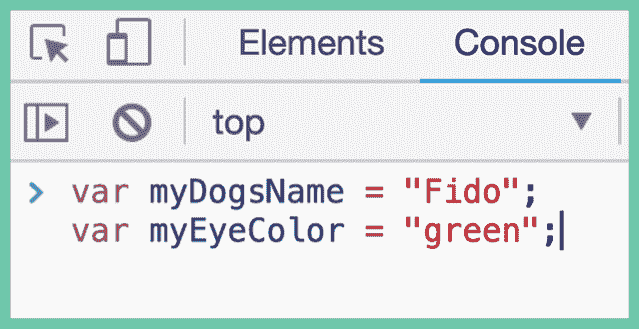 Elements Console
top
> var myDogsName = "Fido";
var myEyeColor = "green";